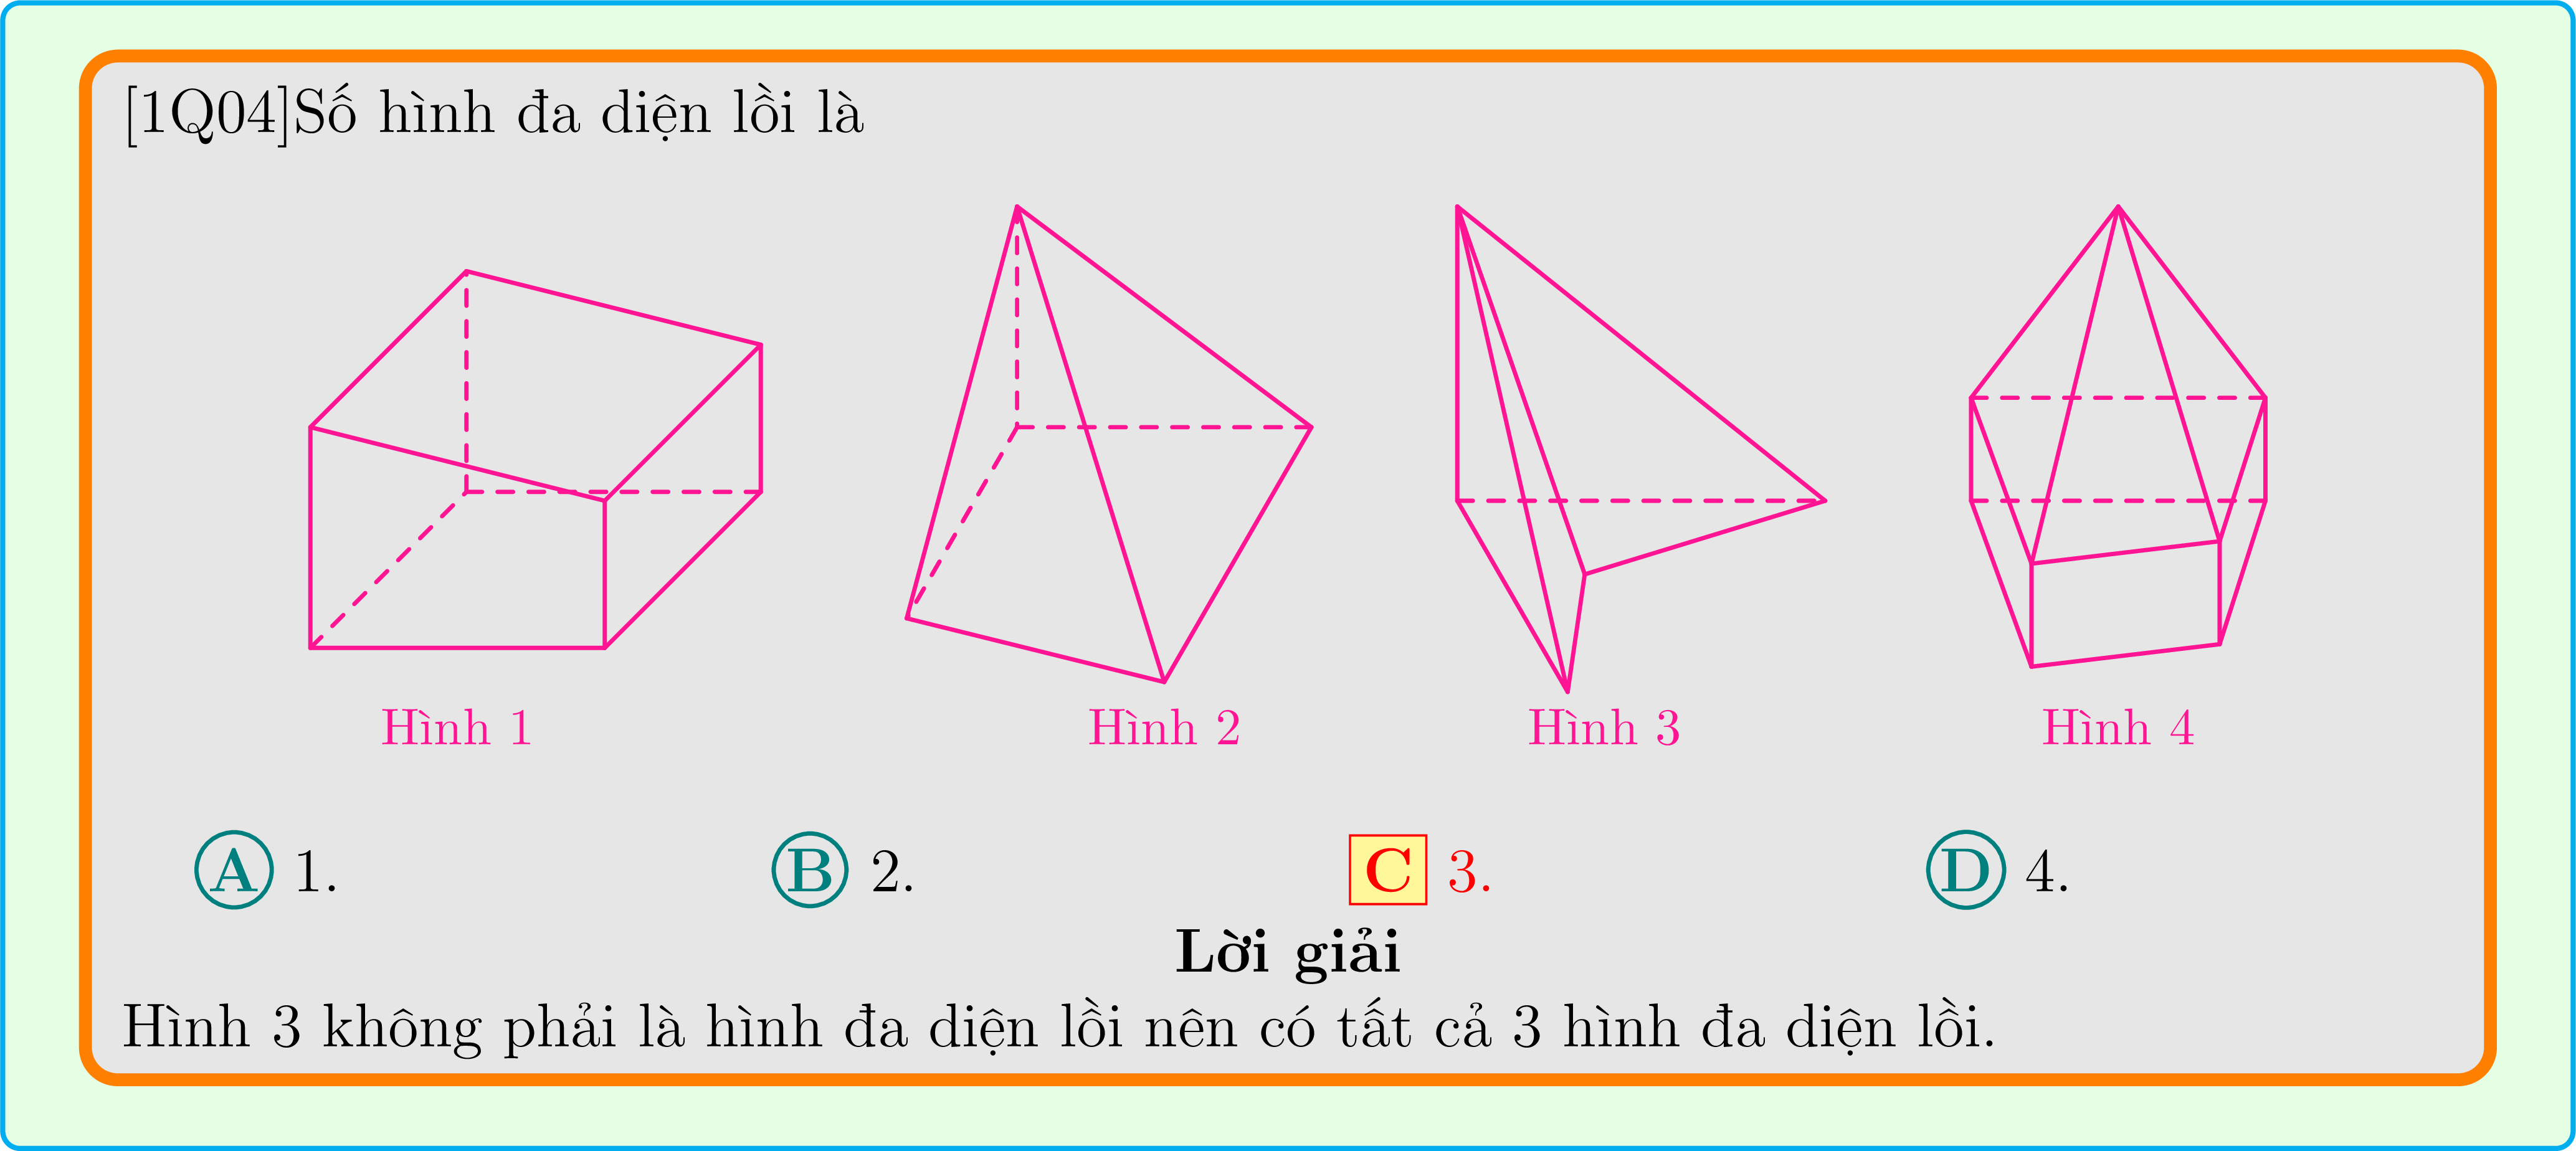 [1Q04]Số hình đa diện lồi là
Hình 1 Hình 2 Hình 3 Hình 4
A 1. B 2. C 3. D 4.
Lời giải
Hình 3 không phải là hình đa diện lồi nên có tất cả 3 hình đa diện lồi.